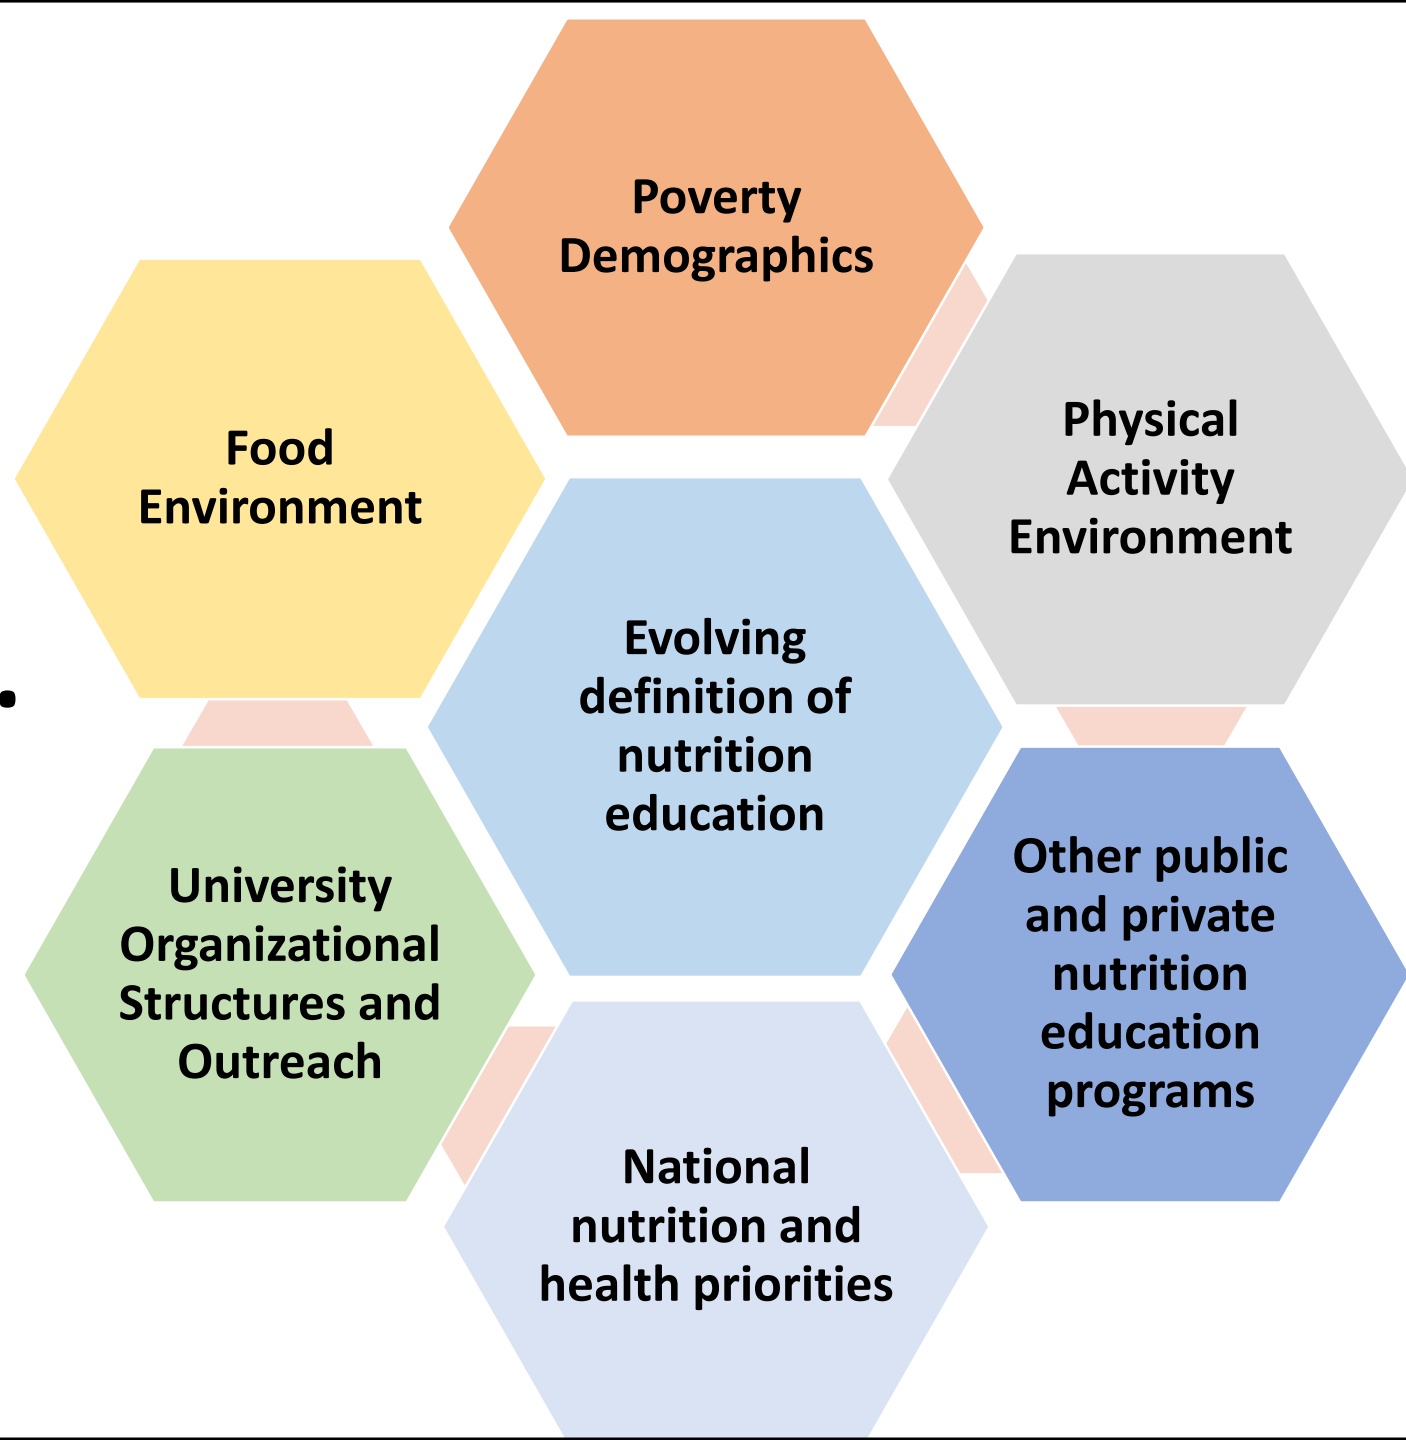 Poverty
Demographics
Food
Environment
Physical
Activity
Environment
Evolving
definition of
nutrition
education
University
Organizational
Structures and
Outreach
Other public
and private
nutrition
education
programs
National
nutrition and
health priorities